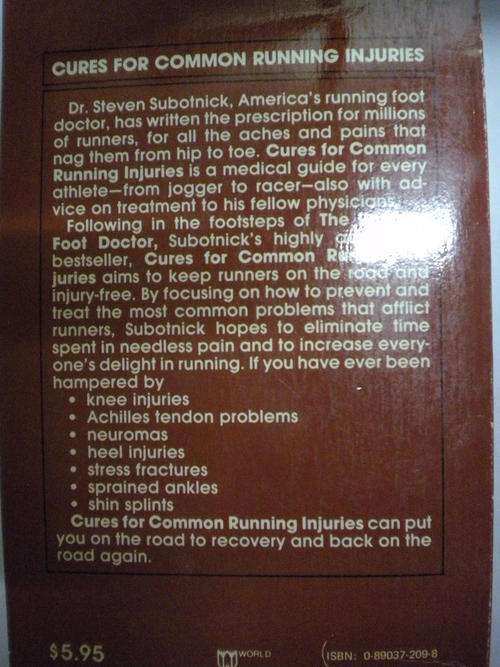 CURES FOR COMMON RUNNING INJURIES
Dr. Steven Subotnick, America's running foot
doctor, has written the prescription for millions
of runners, for all the aches and pains that
nag them from hip to toe. Cures for Common
Running Injuries is a medical guide for every
athlete—from jogger to racer—also with ad-
vice on treatment to his fellow physicians.
Following in the footsteps of The
Foot Doctor, Subotnick's highly
bestseller, Cures for Common
juries aims to keep runners on the road and
injury-free. By focusing on how to prevent and
treat the most common problems that afflict
runners, Subotnick hopes to eliminate time
spent in needless pain and to increase every-
one's delight in running. If you have ever been
hampered by
• knee injuries
• Achilles tendon problems
• neuromas
• heel injuries
• stress fractures
• sprained ankles
• shin splints
Cures for Common Running Injuries can put
you on the road to recovery and back on the
road again.
$5.95
WORLD
ISBN: 0-89037-209-8